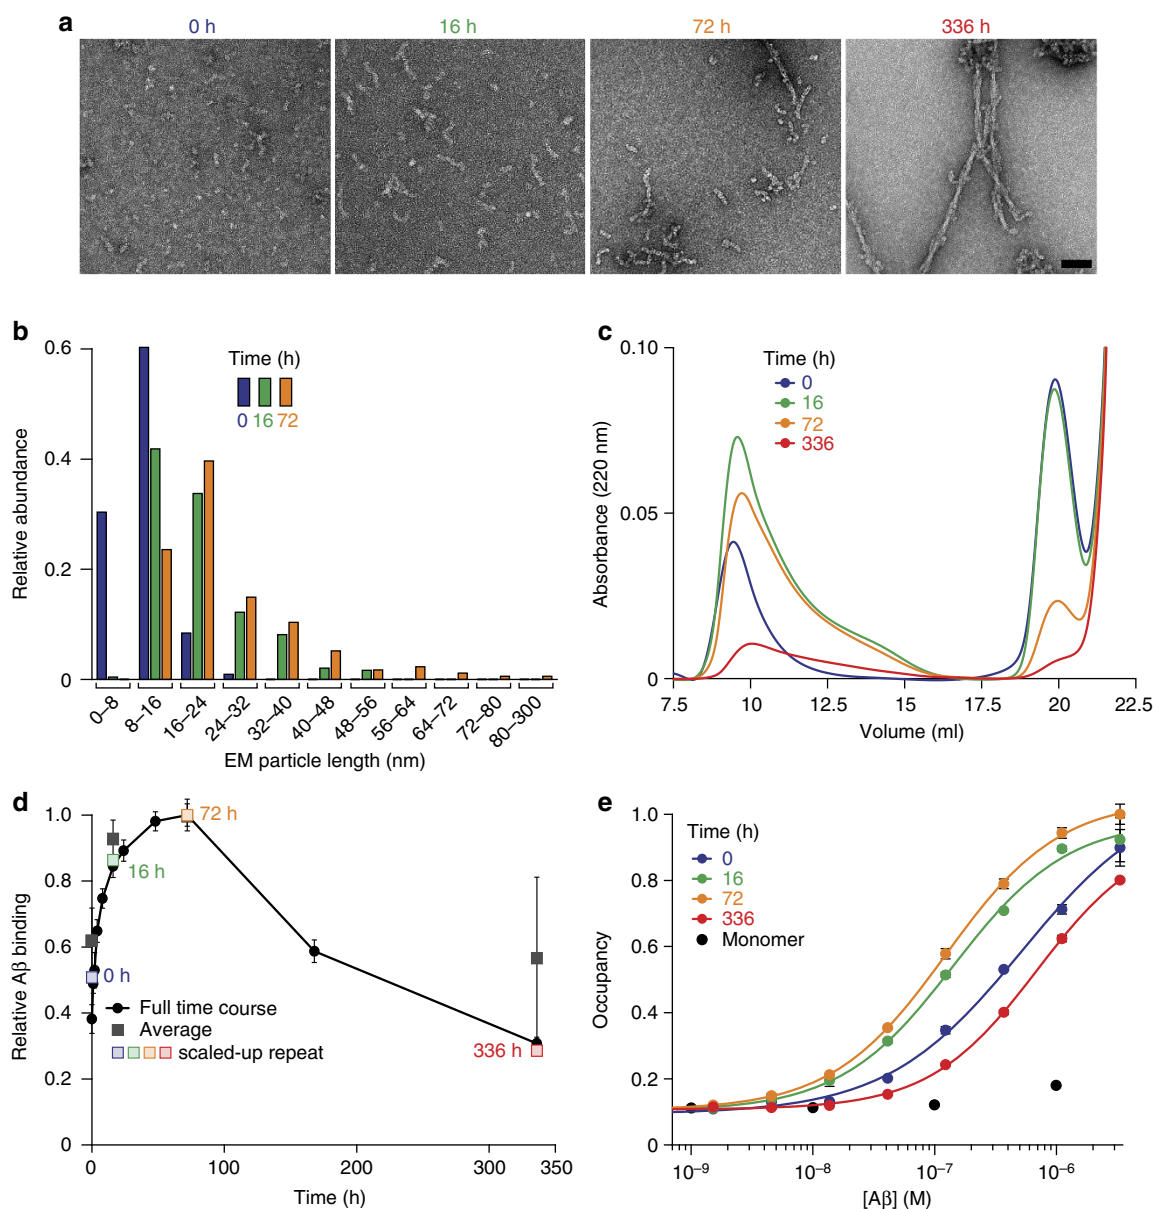 a
0 h
16 h
72 h
336 h
b
0.6
0.4
0.2
0
Relative abundance
Time (h)
0 16 72
0–8
8–16
16–24
24–32
32–40
40–48
48–56
56–64
64–72
72–80
80–300
EM particle length (nm)
c
0.10
0.05
0
Absorbance (220 nm)
Time (h)
0
16
72
336
7.5 10 12.5 15 17.5 20 22.5
Volume (ml)
d
1.0
0.8
0.6
0.4
0.2
0
Relative Aβ binding
72 h
16 h
0 h
Full time course
Average
scaled-up repeat
336 h
0 100 200 300 350
Time (h)
e
1.0
0.8
0.6
0.4
0.2
0
Occupancy
Time (h)
0
16
72
336
Monomer
10⁻⁹ 10⁻⁸ 10⁻⁷ 10⁻⁶
[Aβ] (M)